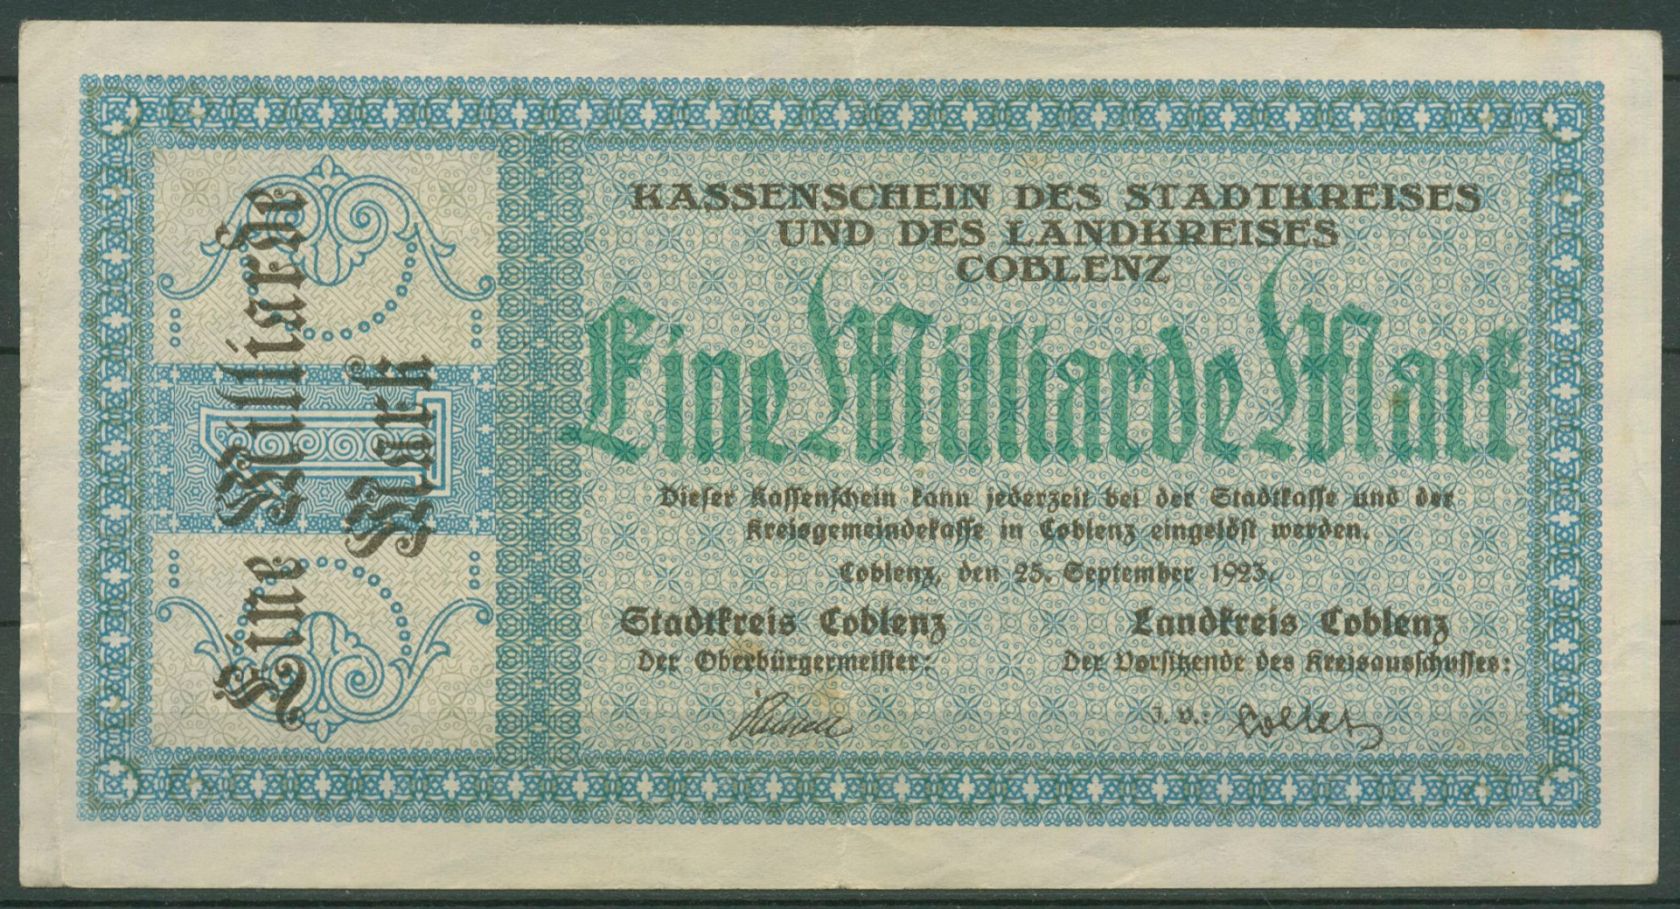 Eine Milliarde
Mark
1
KASSENSCHEIN DES STADTKREISES
UND DES LANDKREISES
COBLENZ
Eine Milliarde Mark
Dieser Kassenschein kann jederzeit bei der Stadtkasse und der
Kreisgemeindekasse in Coblenz eingelöst werden.
Coblenz, den 25. September 1923.
Stadtkreis Coblenz
Der Oberbürgermeister:
Landkreis Coblenz
Der Vorsitzende des Kreisausschusses:
J. V.: